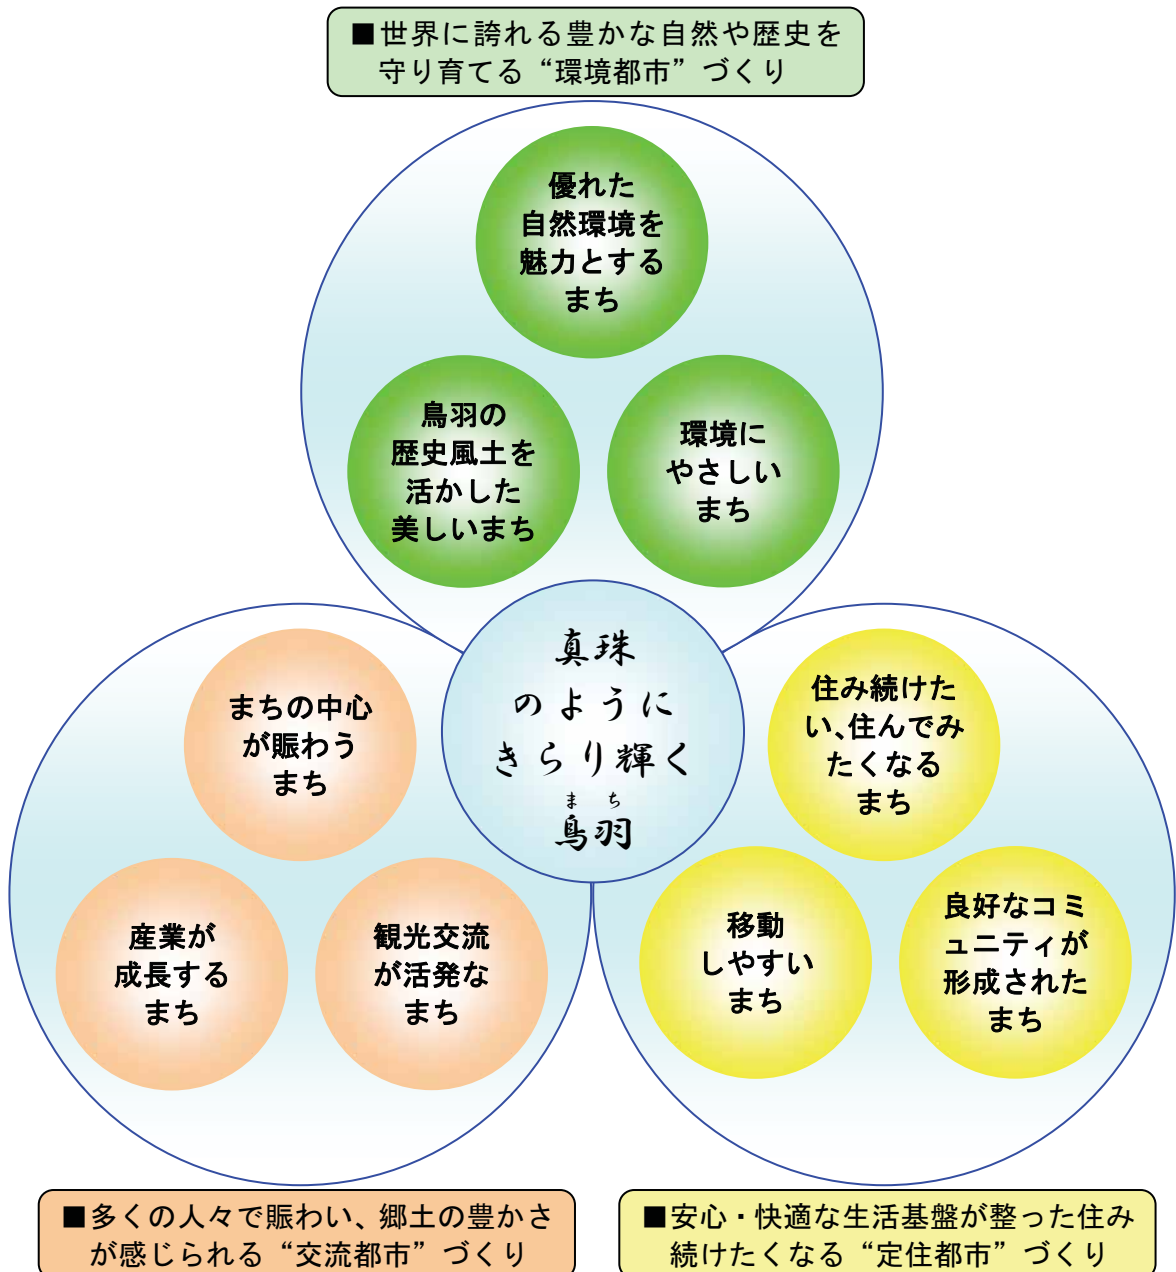 ■世界に誇れる豊かな自然や歴史を
守り育てる“環境都市”づくり
優れた
自然環境を
魅力とする
まち
鳥羽の
歴史風土を
活かした
美しいまち
環境に
やさしい
まち
真珠
のように
きらり輝く
まち
鳥羽
まちの中心
が賑わう
まち
産業が
成長する
まち
観光交流
が活発な
まち
住み続けた
い、住んでみ
たくなる
まち
移動
しやすい
まち
良好なコミ
ュニティが
形成された
まち
■多くの人々で賑わい、郷土の豊かさ
が感じられる“交流都市”づくり
■安心・快適な生活基盤が整った住み
続けたくなる“定住都市”づくり